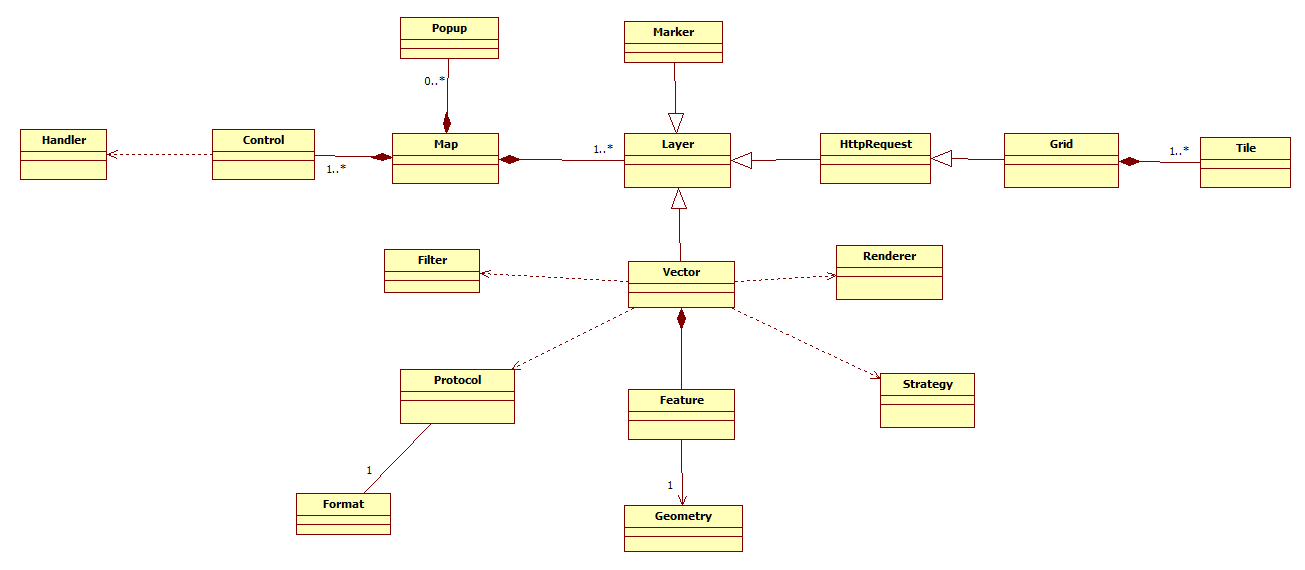 Popup
Marker
0..*
Handler
Control
Map
Layer
HttpRequest
Grid
Tile
1..*
1..*
1..*
Filter
Vector
Renderer
Protocol
Feature
Strategy
1
1
Format
Geometry